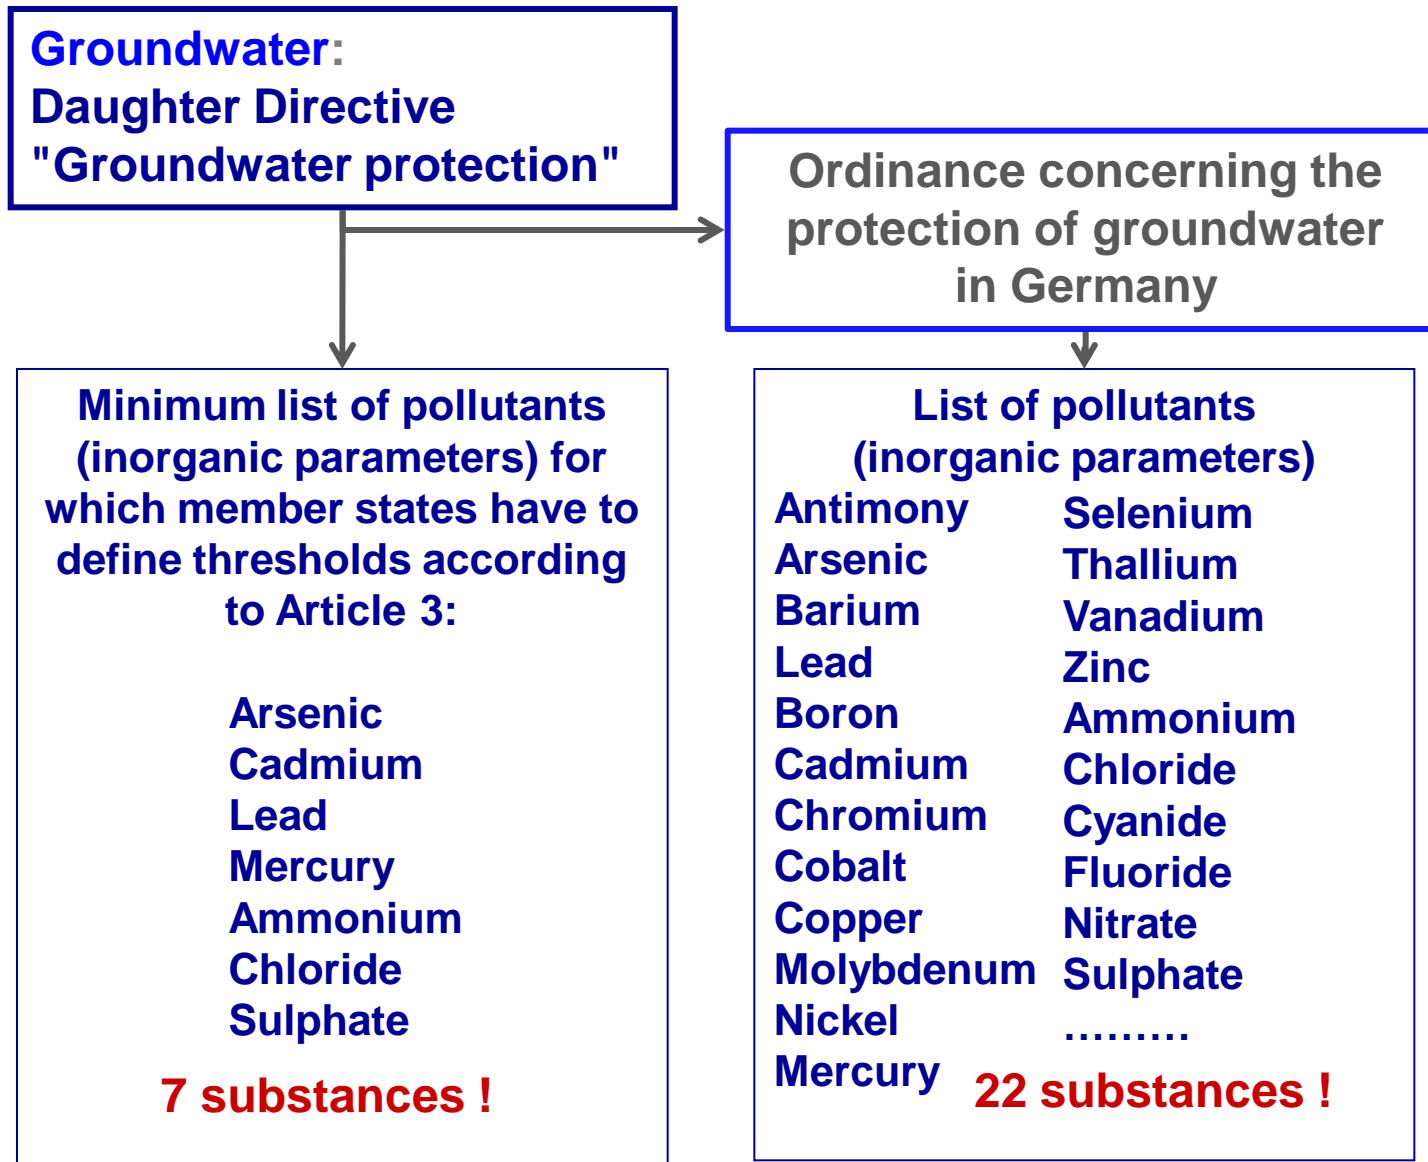 Groundwater:
Daughter Directive
"Groundwater protection"
Ordinance concerning the
protection of groundwater
in Germany
Minimum list of pollutants
(inorganic parameters) for
which member states have to
define thresholds according
to Article 3:
Arsenic
Cadmium
Lead
Mercury
Ammonium
Chloride
Sulphate
7 substances !
List of pollutants
(inorganic parameters)
Antimony
Arsenic
Barium
Lead
Boron
Cadmium
Chromium
Cobalt
Copper
Molybdenum
Nickel
Mercury
Selenium
Thallium
Vanadium
Zinc
Ammonium
Chloride
Cyanide
Fluoride
Nitrate
Sulphate
.........
22 substances !